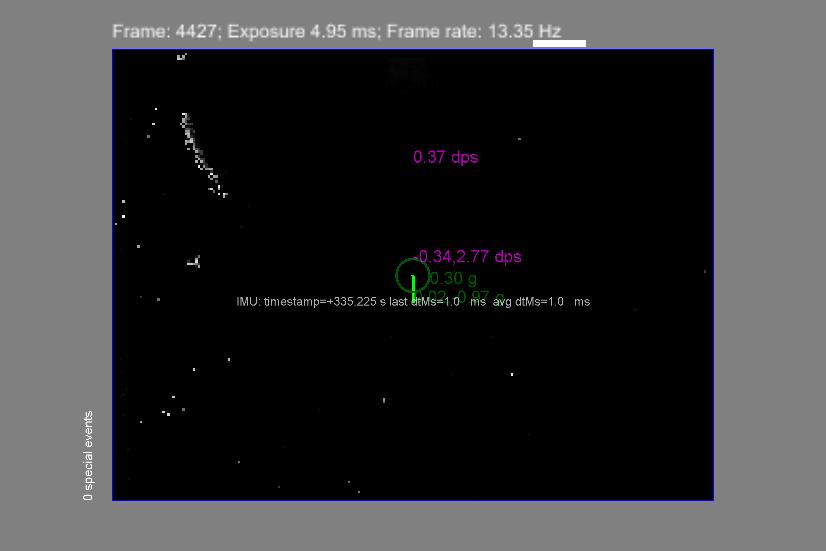 Frame: 4427; Exposure 4.95 ms; Frame rate: 13.35 Hz
0.37 dps
-0.34,2.77 dps
0.30 g
0.97 g
IMU: timestamp=+335.225 s last dtMs=1.0 ms avg dtMs=1.0 ms
0 special events